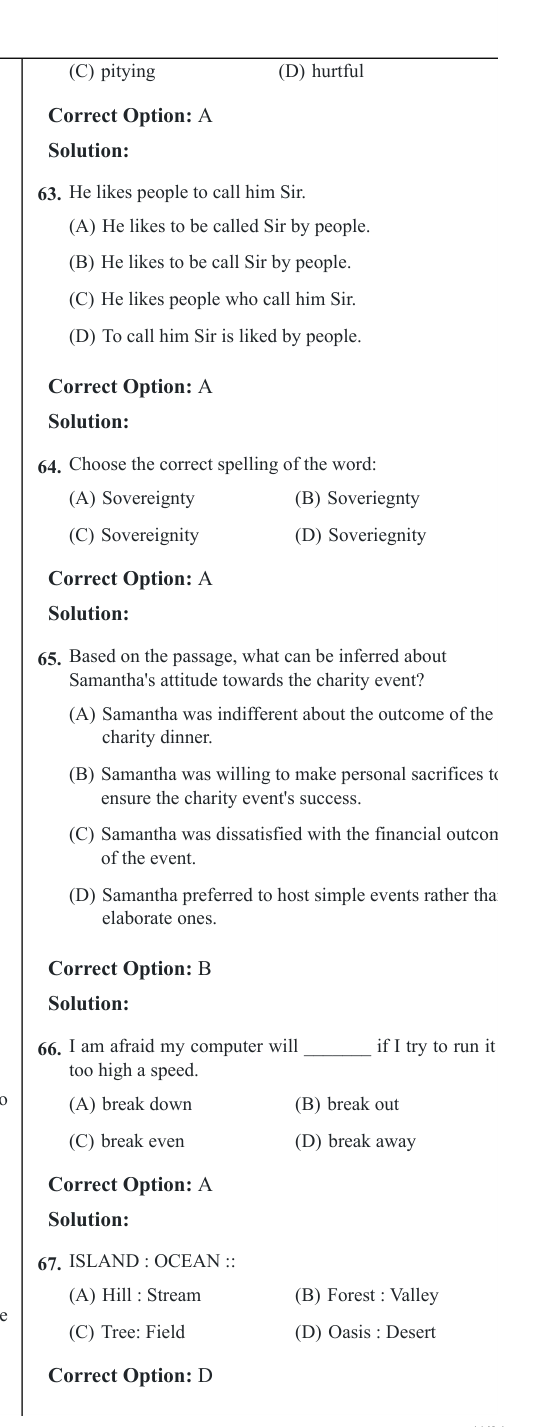 (C) pitying (D) hurtful
Correct Option: A
Solution:
63. He likes people to call him Sir.
(A) He likes to be called Sir by people.
(B) He likes to be call Sir by people.
(C) He likes people who call him Sir.
(D) To call him Sir is liked by people.
Correct Option: A
Solution:
64. Choose the correct spelling of the word:
(A) Sovereignty (B) Soveriegnty
(C) Sovereignity (D) Soveriegnity
Correct Option: A
Solution:
65. Based on the passage, what can be inferred about
Samantha's attitude towards the charity event?
(A) Samantha was indifferent about the outcome of the
charity dinner.
(B) Samantha was willing to make personal sacrifices to
ensure the charity event's success.
(C) Samantha was dissatisfied with the financial
of the event.
(D) Samantha preferred to host simple events rather
elaborate ones.
Correct Option: B
Solution:
66. I am afraid my computer will _______ if I try to run it
too high a speed.
(A) break down (B) break out
(C) break even (D) break away
Correct Option: A
Solution:
67. ISLAND : OCEAN ::
(A) Hill : Stream (B) Forest : Valley
(C) Tree: Field (D) Oasis : Desert
Correct Option: D